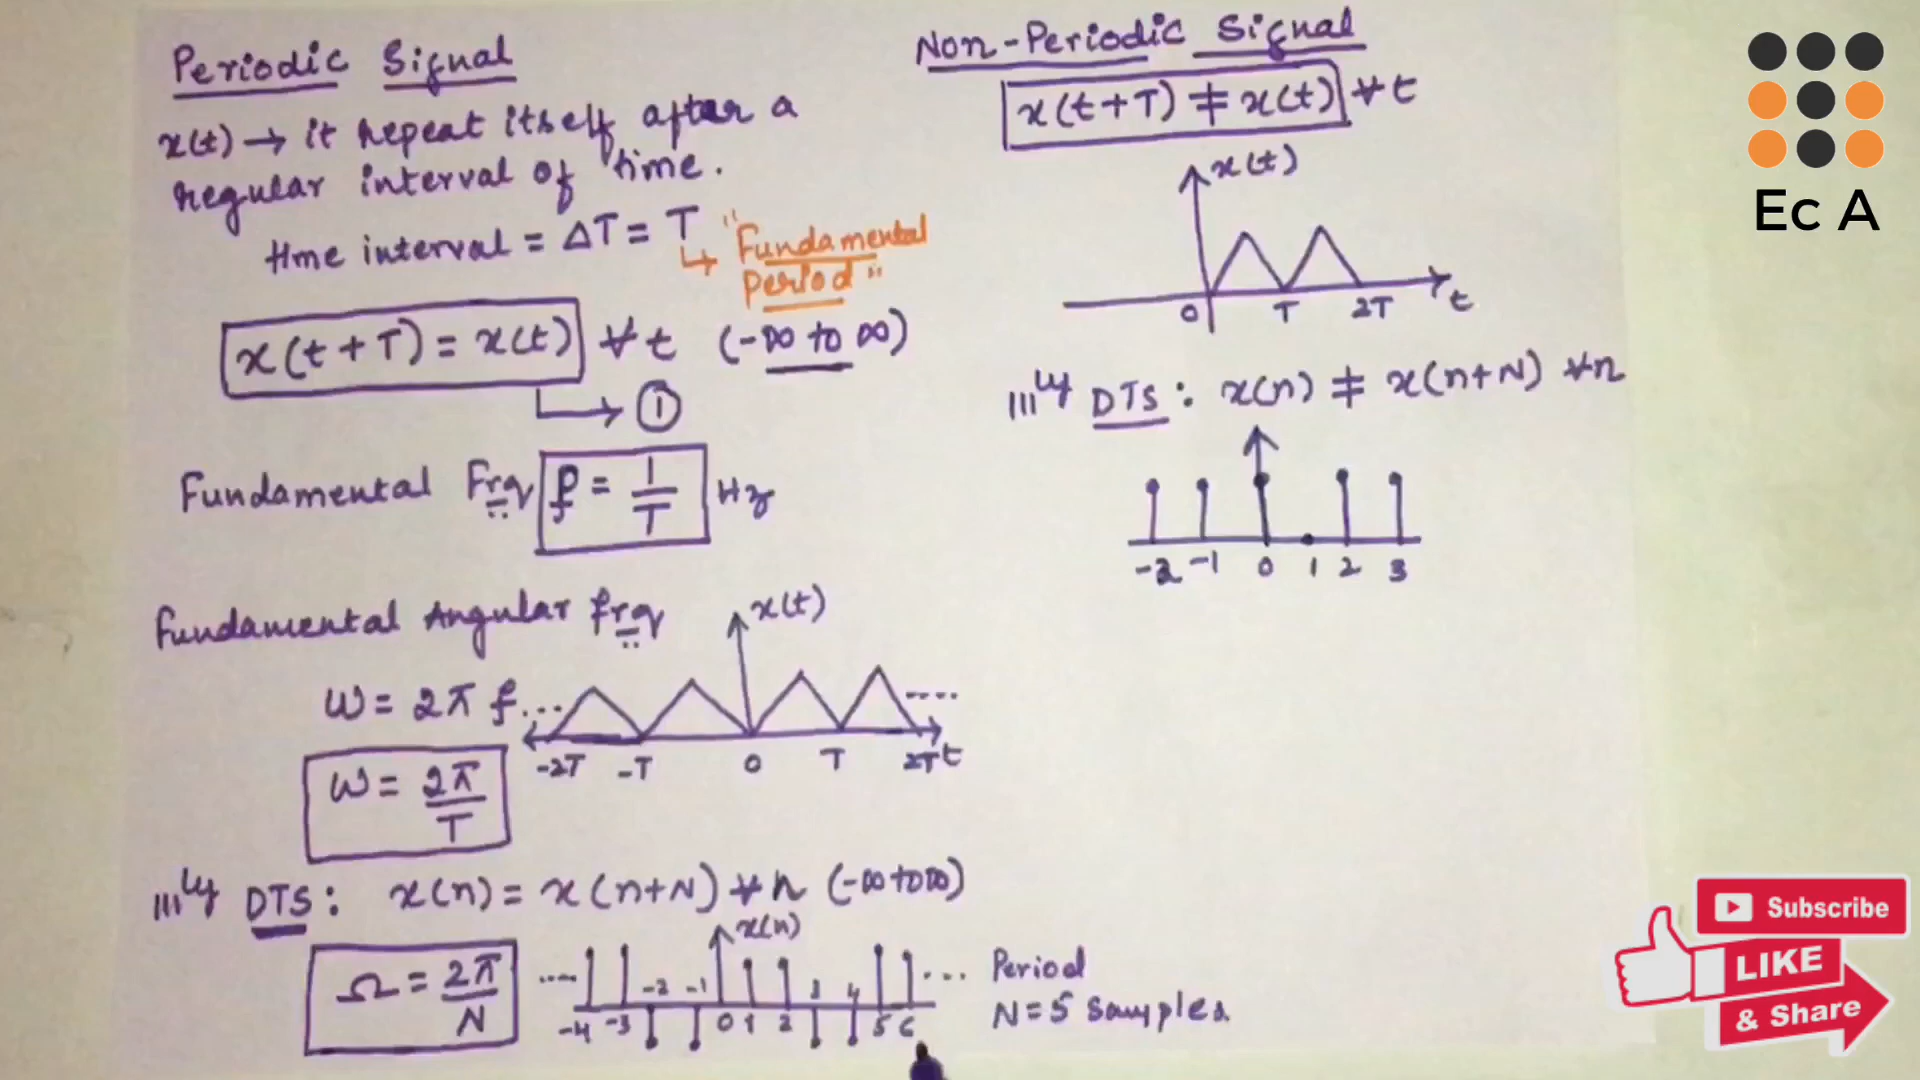 Periodic Signal
x(t) → it repeat itself after a
regular interval of time.
time interval = ΔT = T
"Fundamental
Period"
x(t+T) = x(t) ∀ t (-∞ to ∞)
①
Fundamental Frq f = 1/T Hz
Fundamental Angular frq
ω = 2π f
x(t)
.... ....
-2T -T 0 T 2T t
ω = 2π/T
lllly DTS: x(n) = x(n+N) ∀ n (-∞ to ∞)
Ω = 2π/N
x(n)
.... -2 -1 3 4 ...
-4 -3 0 1 2 5 6
Period
N = 5 samples.
Non-Periodic Signal
x(t+T) ≠ x(t) ∀ t
x(t)
0 T 2T t
lllly DTS: x(n) ≠ x(n+N) ∀n
-2 -1 0 1 2 3
Ec A
Subscribe
LIKE
& Share